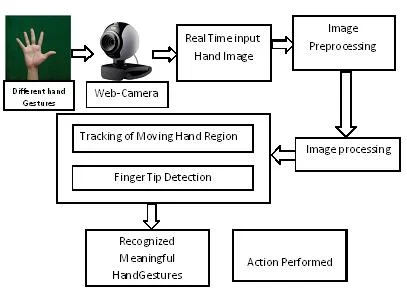 Different hand
Gestures
Web-Camera
Real Time input
Hand Image
Image
Preprocessing
Image processing
Tracking of Moving Hand Region
Finger Tip Detection
Recognized
Meaningful
HandGestures
Action Performed